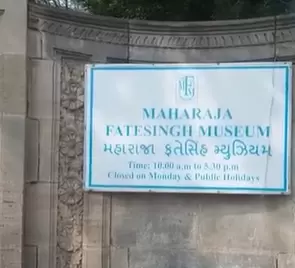 MAHARAJA
FATESINGH MUSEUM
મહારાજા ફતેસિંહ મ્યુઝિયમ
Time: 10.00 a.m to 5.30 p.m
Closed on Monday & Public Holidays